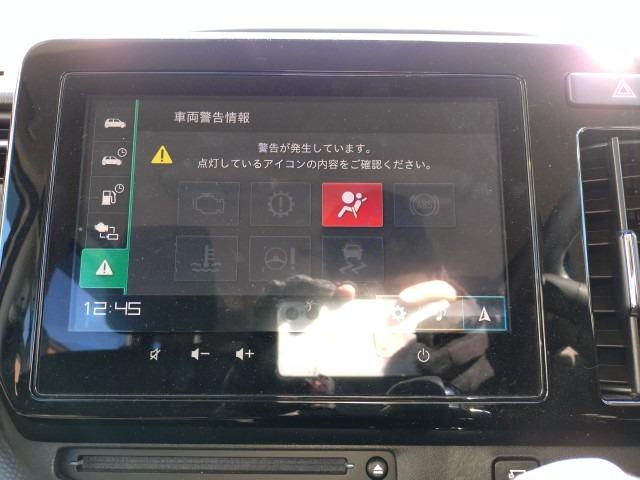 車両警告情報
警告が発生しています。
点灯しているアイコンの内容をご確認ください。
12:45